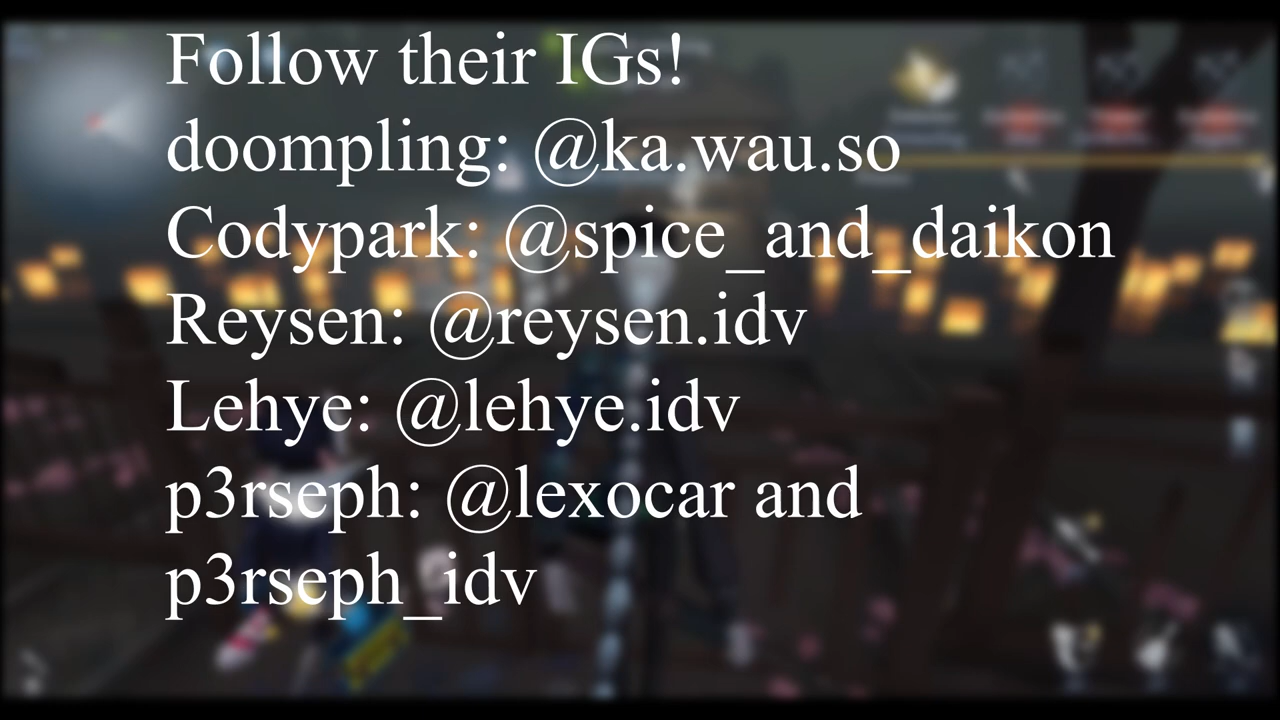 Follow their IGs!
doompling: @ka.wau.so
Codypark: @spice_and_daikon
Reysen: @reysen.idv
Lehye: @lehye.idv
p3rseph: @lexocar and
p3rseph_idv